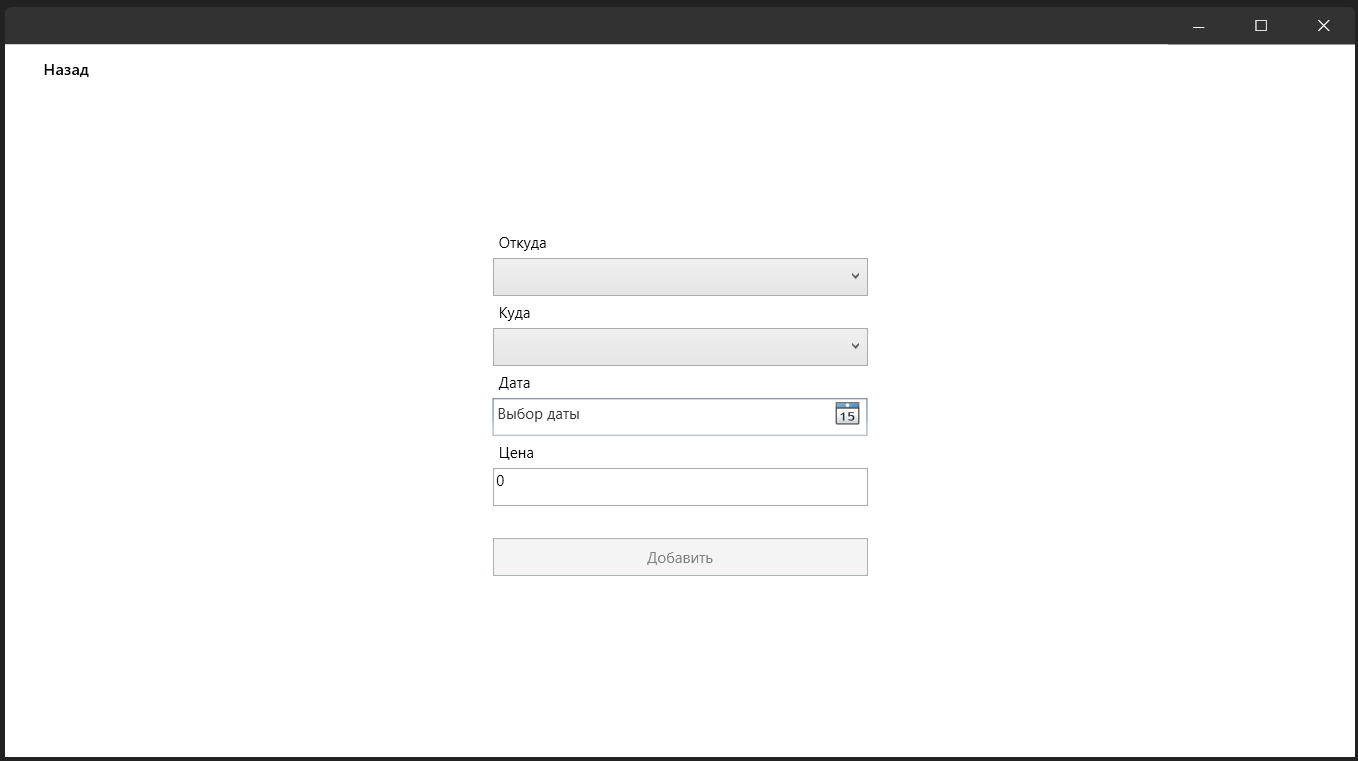 Назад
Откуда
Куда
Дата
Выбор даты
15
Цена
0
Добавить